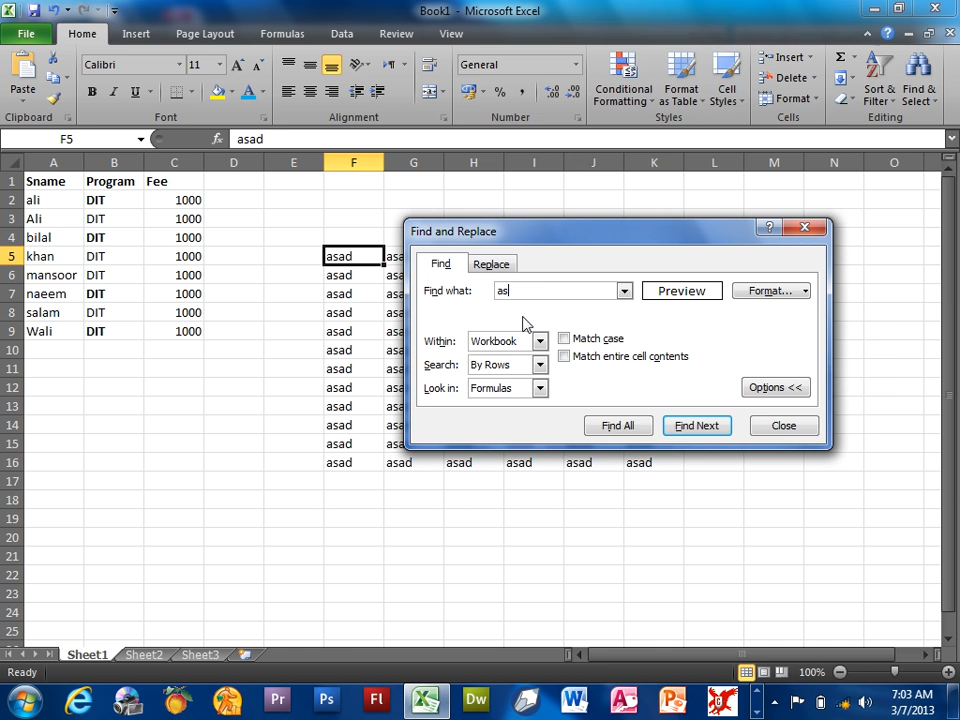 Book1 - Microsoft Excel
File Home Insert Page Layout Formulas Data Review View
Paste
Calibri 11
B I U A
General
Conditional Formatting
Format as Table
Cell Styles
Insert
Delete
Format
Sort & Filter
Find & Select
Clipboard Font Alignment Number Styles Cells Editing
F5 fx asad
A B C D E F G H I J K L M N O
1 Sname Program Fee
2 ali DIT 1000
3 Ali DIT 1000
4 bilal DIT 1000
5 khan DIT 1000 asad
6 mansoor DIT 1000 asad
7 naeem DIT 1000 asad
8 salam DIT 1000 asad
9 Wali DIT 1000 asad
10 asad
11 asad
12 asad
13 asad
14 asad
15 asad
16 asad asad asad asad asad asad
17
18
19
20
21
22
23
24
25
Find and Replace
Find Replace
Find what: as Preview Format...
Within: Workbook Match case
Search: By Rows Match entire cell contents
Look in: Formulas
Options <<
Find All Find Next Close
Sheet1 Sheet2 Sheet3
Ready 100%
Pr Ps Fl Dw
7:03 AM
3/7/2013